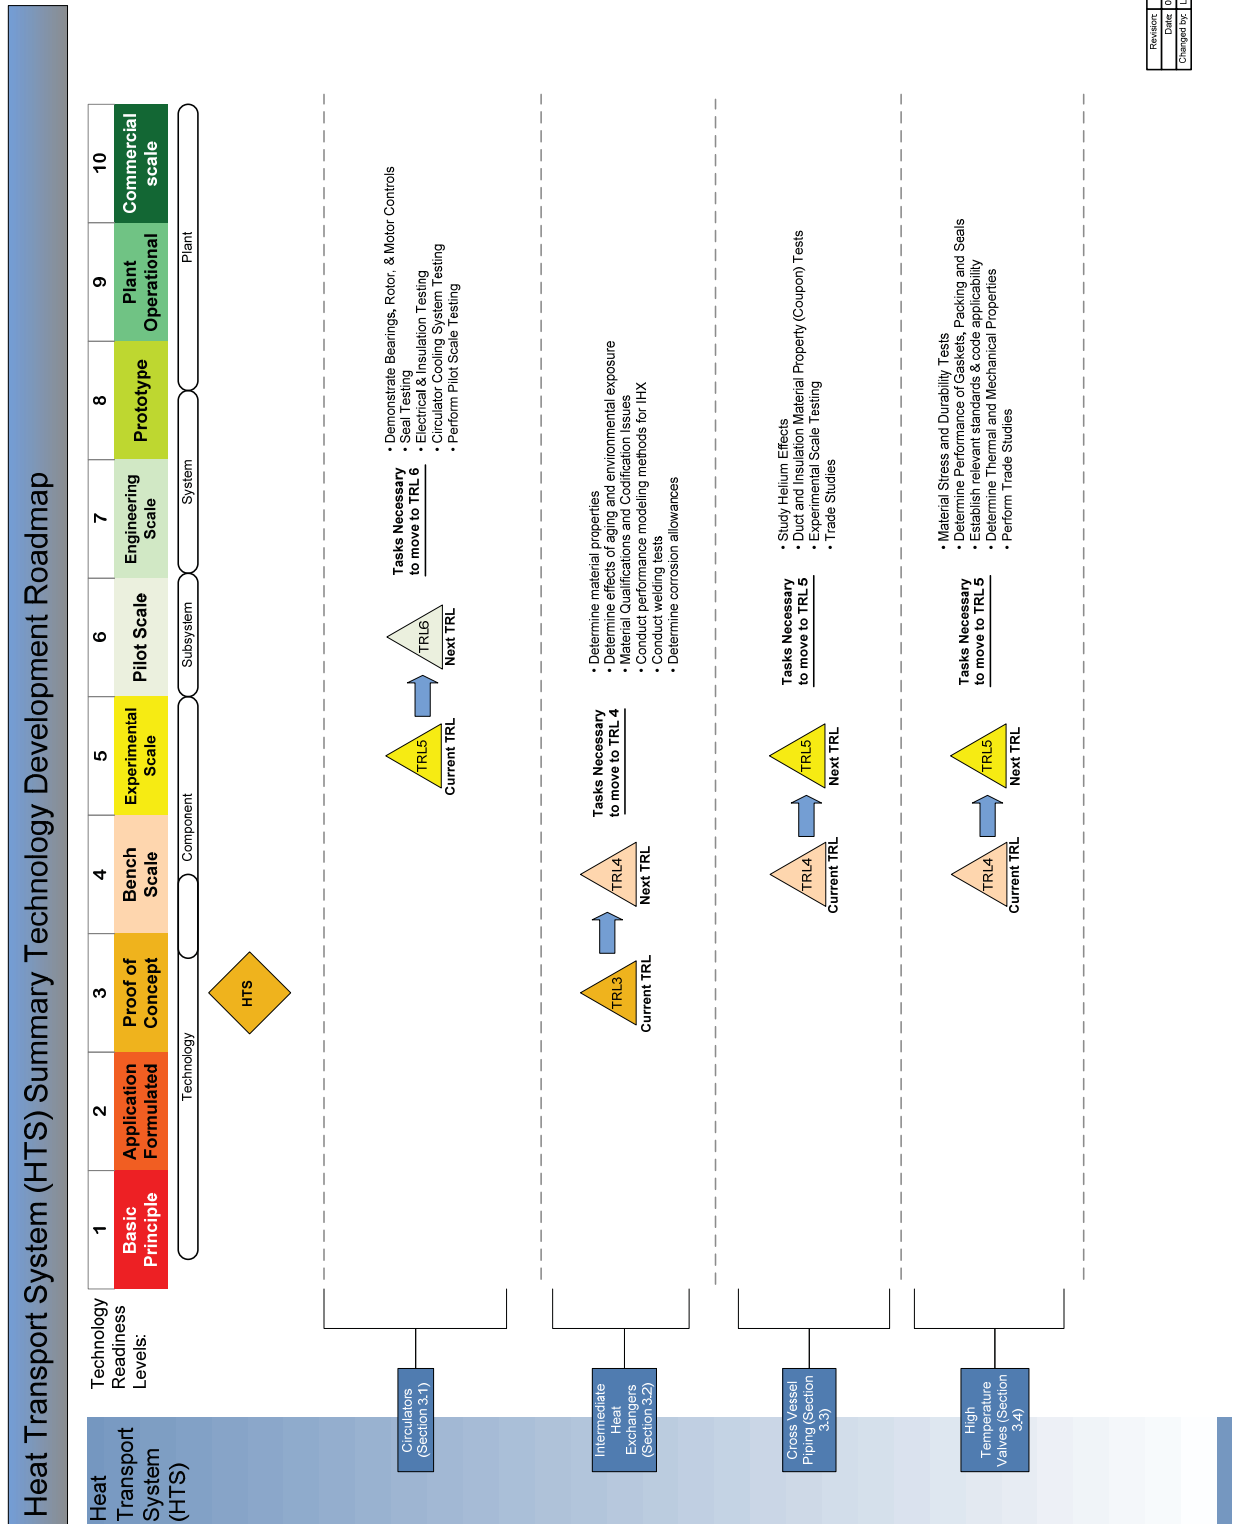 Heat Transport System (HTS) Summary Technology Development Roadmap
Heat
Transport
System
(HTS)
Technology
Readiness
Levels:
1
2
3
4
5
6
7
8
9
10
Basic
Principle
Application
Formulated
Proof of
Concept
Bench
Scale
Experimental
Scale
Pilot Scale
Engineering
Scale
Prototype
Plant
Operational
Commercial
scale
Technology
Component
Subsystem
System
Plant
HTS
Circulators
(Section 3.1)
TRL5
Current TRL
TRL6
Next TRL
Tasks Necessary
to move to TRL 6
• Demonstrate Bearings, Rotor, & Motor Controls
• Seal Testing
• Electrical & Insulation Testing
• Circulator Cooling System Testing
• Perform Pilot Scale Testing
Intermediate
Heat
Exchangers
(Section 3.2)
TRL3
Current TRL
TRL4
Next TRL
Tasks Necessary
to move to TRL 4
• Determine material properties
• Determine effects of aging and environmental exposure
• Material Qualifications and Codification Issues
• Conduct performance modeling methods for IHX
• Conduct welding tests
• Determine corrosion allowances
Cross Vessel
Piping (Section
3.3)
TRL4
Current TRL
TRL5
Next TRL
Tasks Necessary
to move to TRL 5
• Study Helium Effects
• Duct and Insulation Material Property (Coupon) Tests
• Experimental Scale Testing
• Trade Studies
High
Temperature
Valves (Section
3.4)
TRL4
Current TRL
TRL5
Next TRL
Tasks Necessary
to move to TRL 5
• Material Stress and Durability Tests
• Determine Performance of Gaskets, Packing and Seals
• Establish relevant standards & code applicability
• Determine Thermal and Mechanical Properties
• Perform Trade Studies
Revision:
Date:
Changed by: